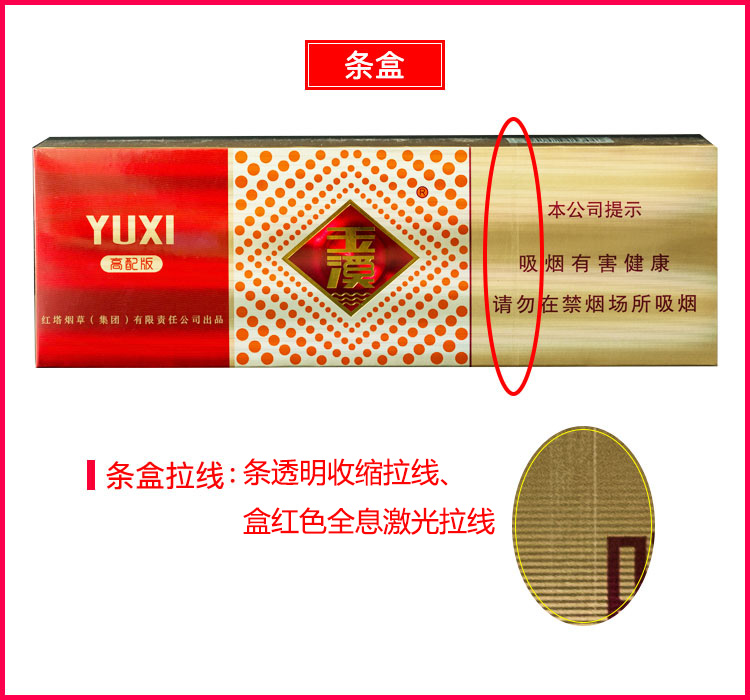 条盒
YUXI
高配版
红塔烟草（集团）有限责任公司出品
玉溪
®
本公司提示
吸烟有害健康
请勿在禁烟场所吸烟
条盒拉线：条透明收缩拉线、
盒红色全息激光拉线